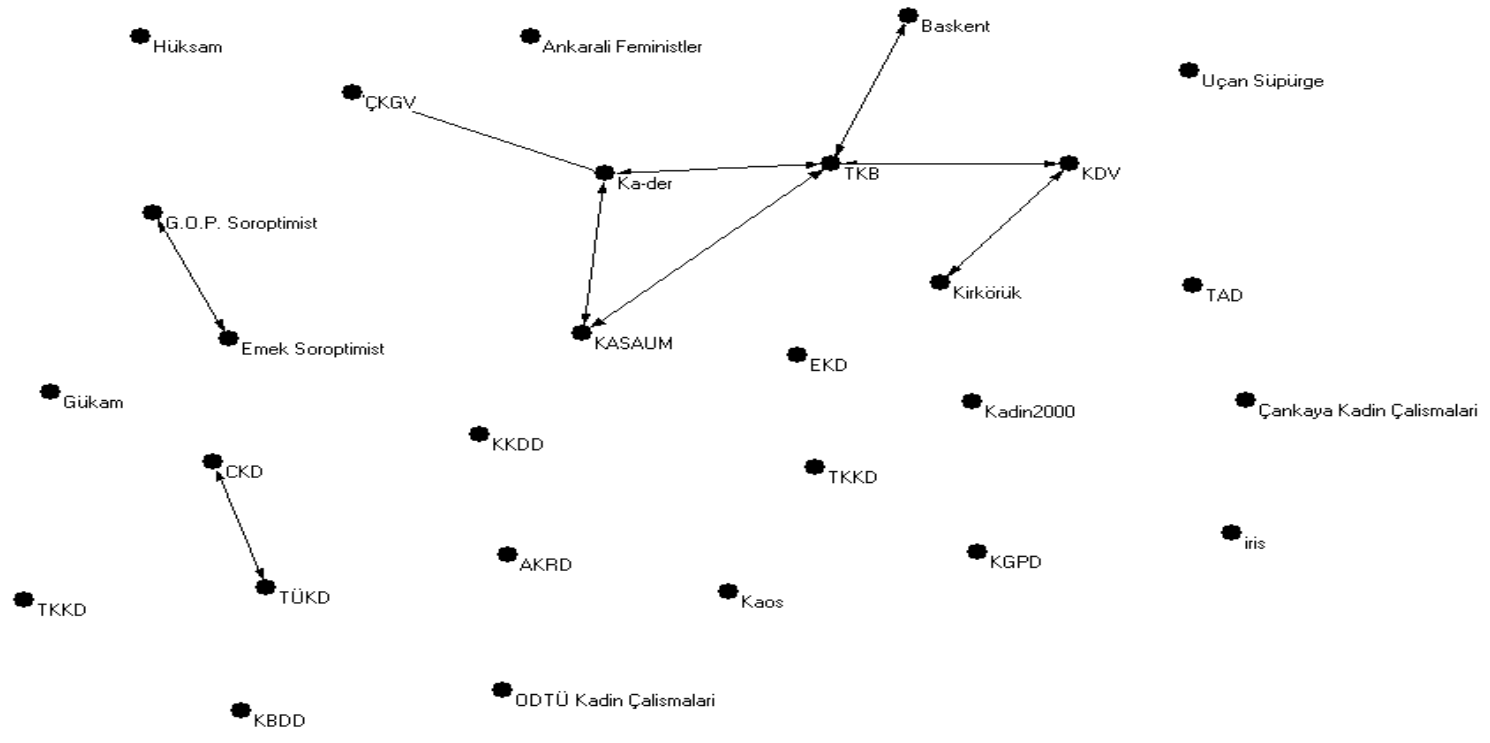 Baskent
Hüksam
Ankarali Feministler
Uçan Süpürge
ÇKGV
TKB
KDV
Ka-der
G.O.P. Soroptimist
Kirkörük
TAD
KASAUM
Emek Soroptimist
EKD
Gükam
Kadin2000
Çankaya Kadin Çalismalari
KKDD
CKD
TKKD
iris
AKRD
KGPD
TÜKD
Kaos
TKKD
ODTÜ Kadin Çalismalari
KBDD